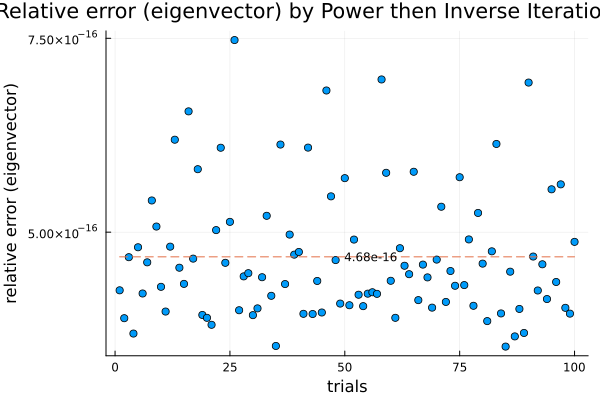 Relative error (eigenvector) by Power then Inverse Iteratio
7.50×10⁻¹⁶
relative error (eigenvector)
5.00×10⁻¹⁶
4.68e-16
0 25 50 75 100
trials